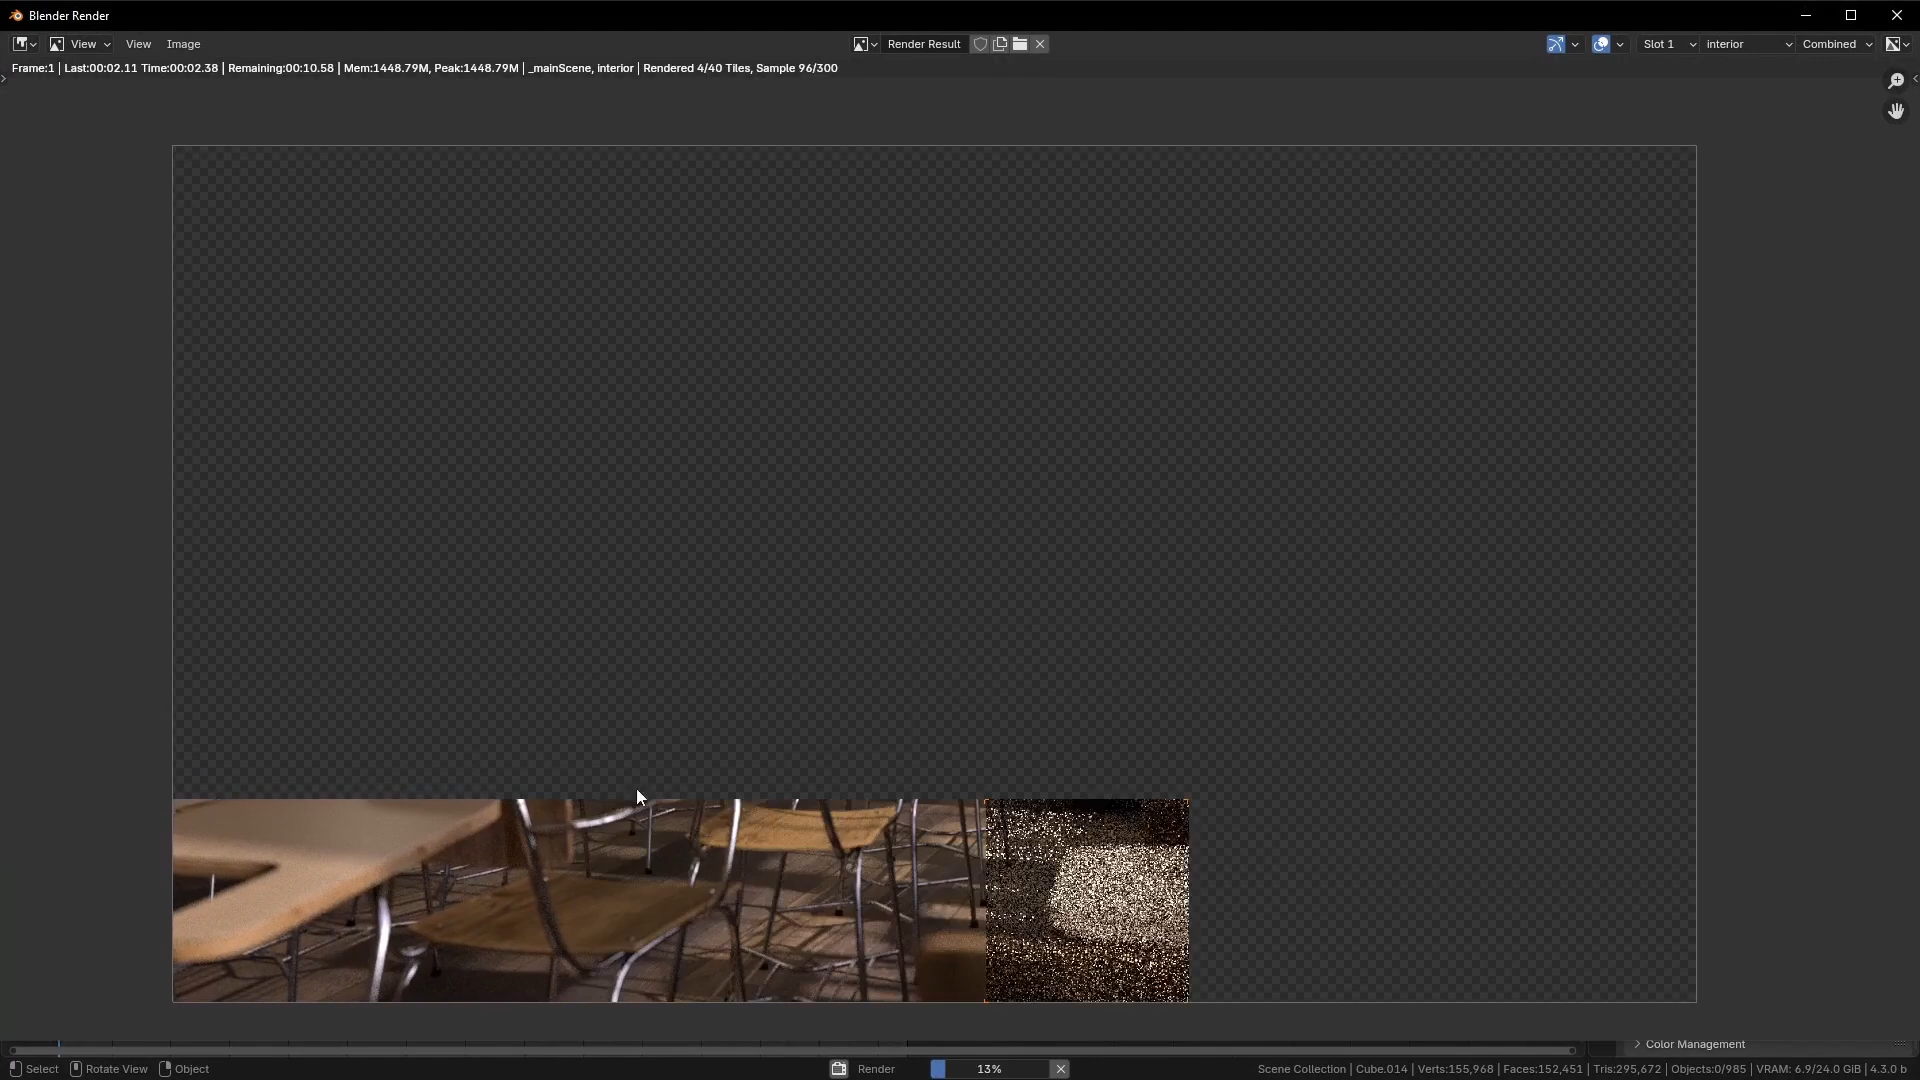 Blender Render
View View Image Render Result Slot 1 interior Combined
Frame:1 | Last:00:02.11 Time:00:02.38 | Remaining:00:10.58 | Mem:1448.79M, Peak:1448.79M | _mainScene, interior | Rendered 4/40 Tiles, Sample 96/300
Color Management
Select Rotate View Object Render 13% Scene Collection | Cube.014 | Verts:155,968 | Faces:152,451 | Tris:295,672 | Objects:0/985 | VRAM: 6.9/24.0 GiB | 4.3.0 b